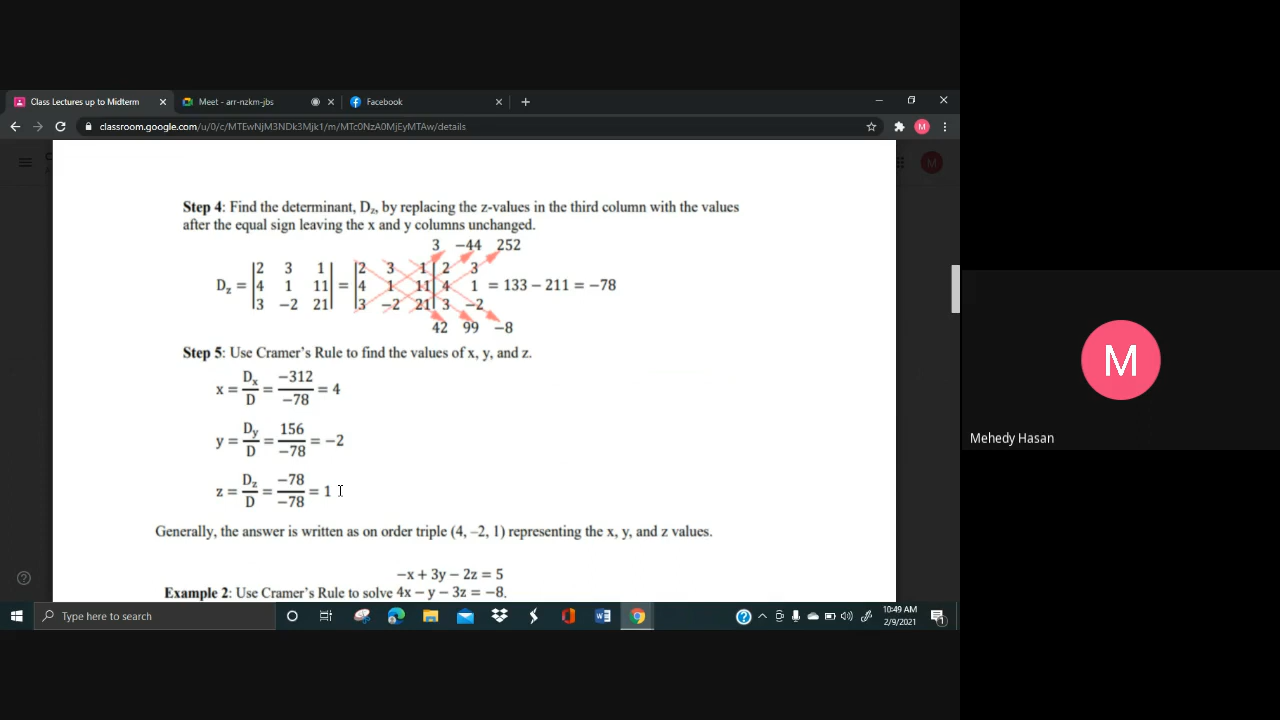 Class Lectures up to Midterm
Meet - arr-nzkm-jbs
Facebook
classroom.google.com/u/0/c/MTEwNjM3NDk3Mjk1/m/MTc0NzA0MjEyMTAw/details
M
Step 4: Find the determinant, Dz, by replacing the z-values in the third column with the values
after the equal sign leaving the x and y columns unchanged.
3 −44 252
Dz = |2 3 1| = |2 3 1| 2 3
|4 1 11| |4 1 11| 4 1 = 133 − 211 = −78
|3 −2 21| |3 −2 21| 3 −2
42 99 −8
Step 5: Use Cramer's Rule to find the values of x, y, and z.
x = Dx/D = −312/−78 = 4
y = Dy/D = 156/−78 = −2
z = Dz/D = −78/−78 = 1
Generally, the answer is written as on order triple (4, –2, 1) representing the x, y, and z values.
−x + 3y − 2z = 5
Example 2: Use Cramer's Rule to solve 4x − y − 3z = −8.
Type here to search
10:49 AM
2/9/2021
M
Mehedy Hasan